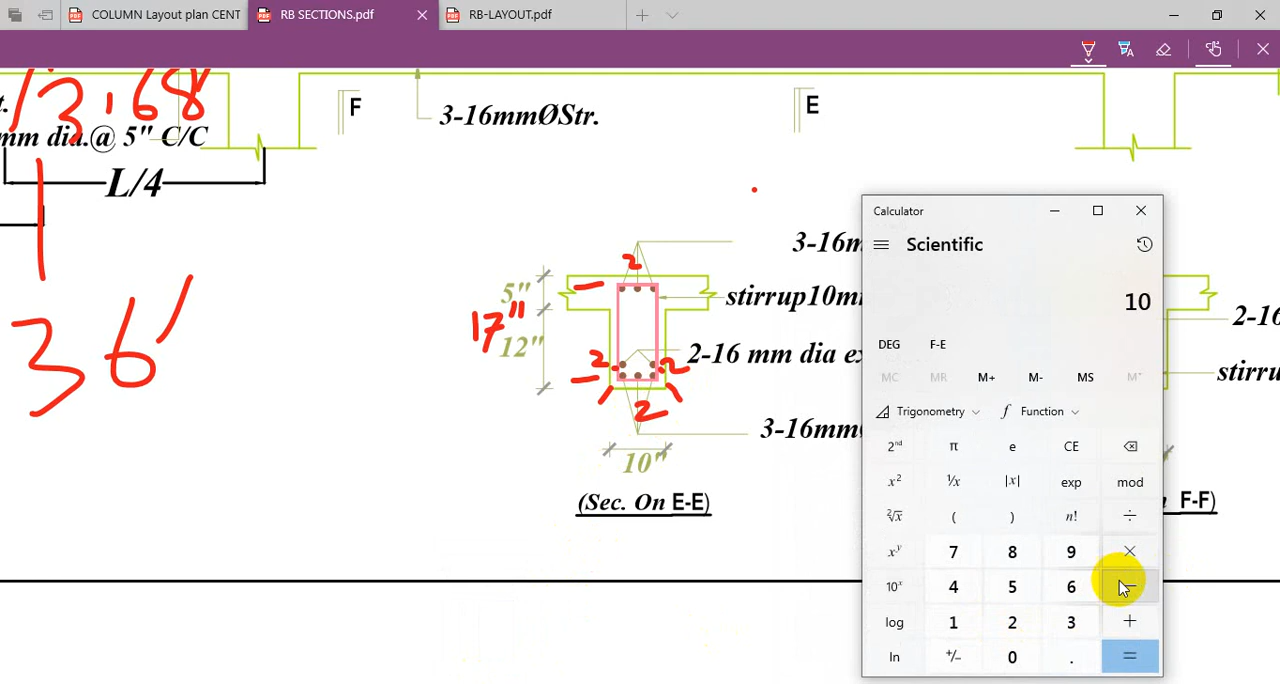 COLUMN Layout plan CENT
RB SECTIONS.pdf
RB-LAYOUT.pdf
13.68'
t.
mm dia.@ 5" C/C
L/4
36'
F
3-16mmØStr.
E
2
5"
17"
12"
2
2
2
10"
stirrup10m
2-16 mm dia ex
3-16mm
(Sec. On E-E)
3-16m
2-16
stirru
F-F)
Calculator
Scientific
10
DEG
F-E
MC
MR
M+
M-
MS
M˅
Trigonometry
Function
2nd
π
e
CE
x²
¹/x
|x|
exp
mod
²√x
(
)
n!
÷
xʸ
7
8
9
×
10ˣ
4
5
6
−
log
1
2
3
+
ln
+/−
0
.
=